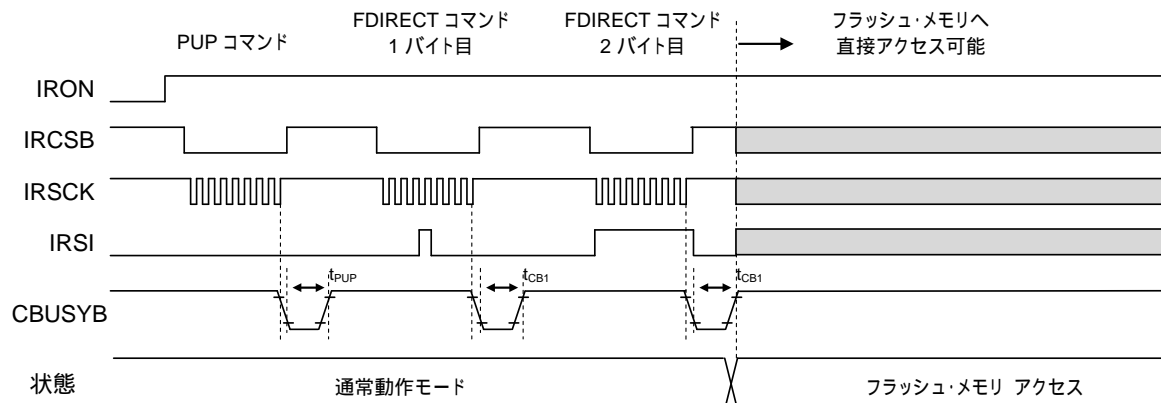 PUP コマンド
FDIRECT コマンド
1 バイト目
FDIRECT コマンド
2 バイト目
フラッシュ・メモリへ
直接アクセス可能
IRON
IRCSB
IRSCK
IRSI
tPUP
tCB1
tCB1
CBUSYB
状態
通常動作モード
フラッシュ・メモリ アクセス